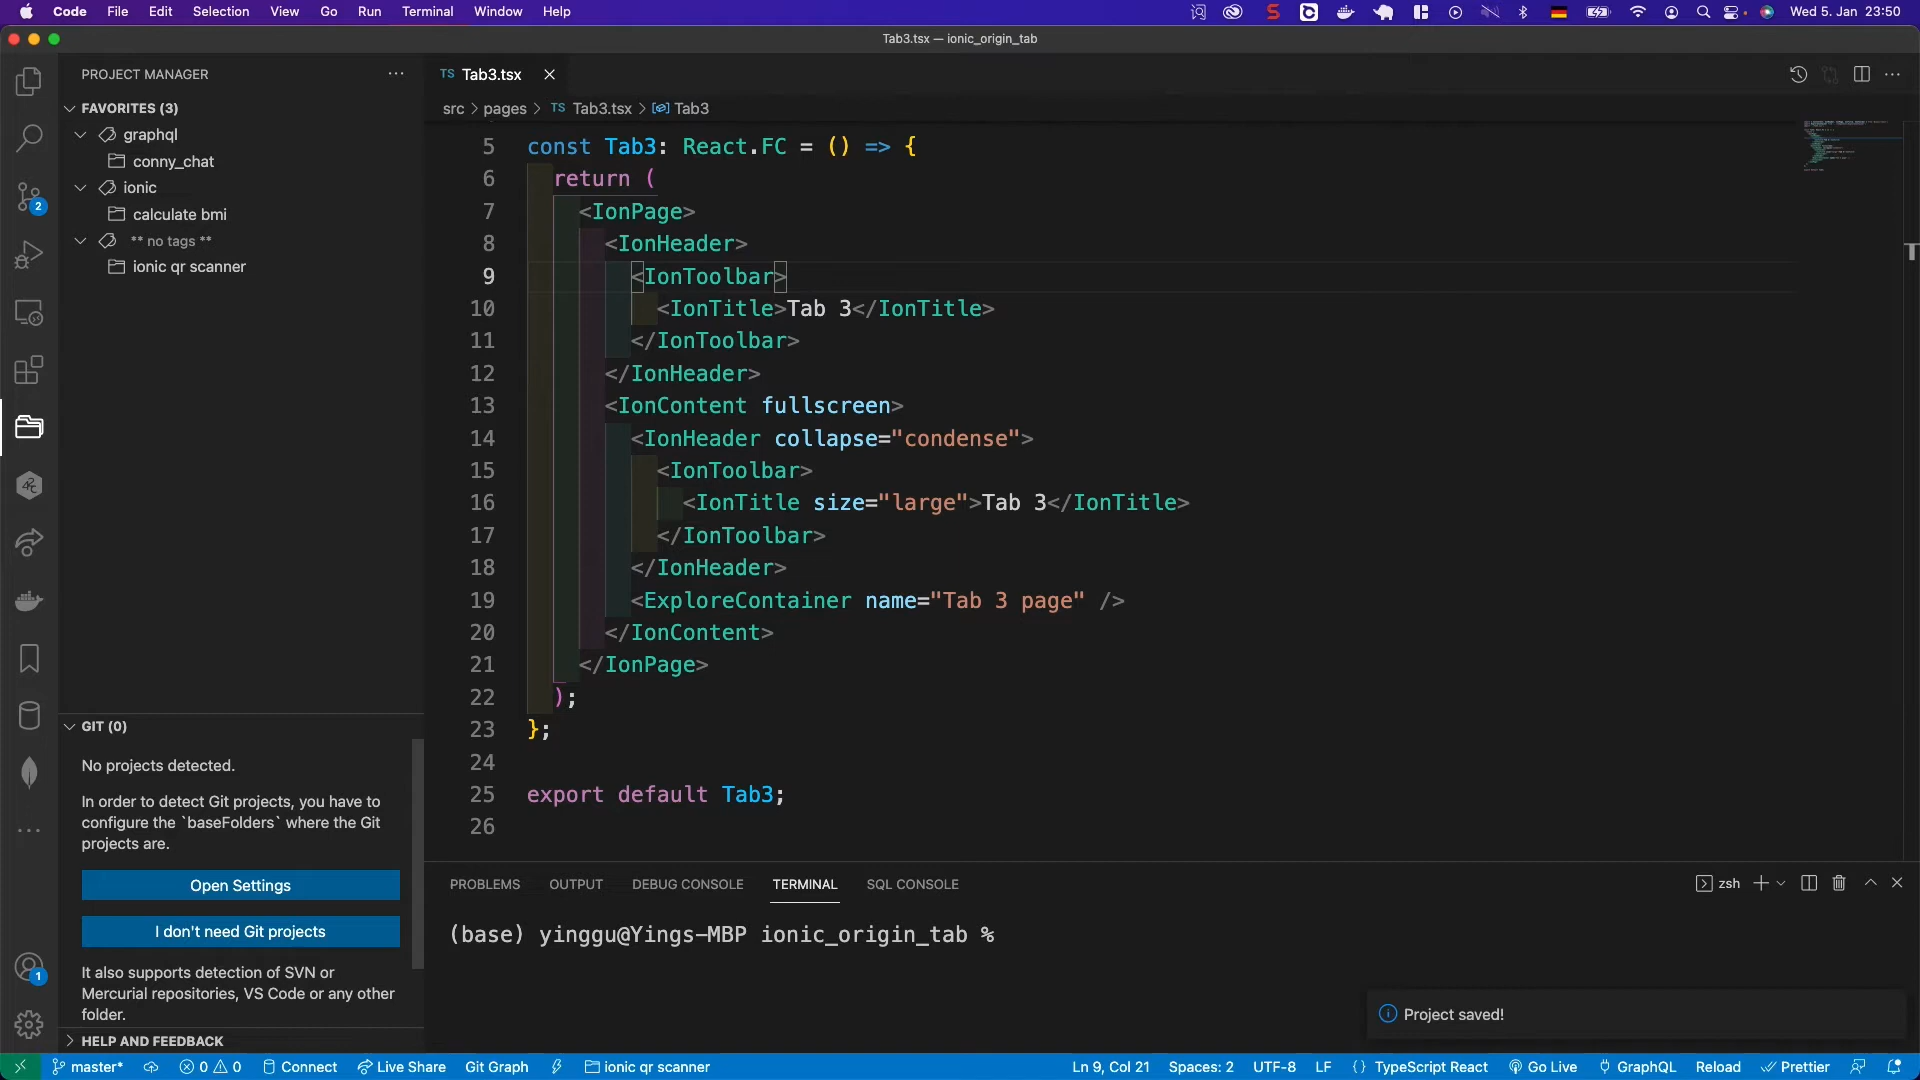 Code File Edit Selection View Go Run Terminal Window Help Wed 5. Jan 23:50
Tab3.tsx — ionic_origin_tab
PROJECT MANAGER
FAVORITES (3)
graphql
conny_chat
ionic
calculate bmi
** no tags **
ionic qr scanner
GIT (0)
No projects detected.
In order to detect Git projects, you have to
configure the `baseFolders` where the Git
projects are.
Open Settings
I don't need Git projects
It also supports detection of SVN or
Mercurial repositories, VS Code or any other
folder.
HELP AND FEEDBACK
2
1
TS Tab3.tsx
src > pages > TS Tab3.tsx > Tab3
5 const Tab3: React.FC = () => {
6 return (
7 <IonPage>
8 <IonHeader>
9 <IonToolbar>
10 <IonTitle>Tab 3</IonTitle>
11 </IonToolbar>
12 </IonHeader>
13 <IonContent fullscreen>
14 <IonHeader collapse="condense">
15 <IonToolbar>
16 <IonTitle size="large">Tab 3</IonTitle>
17 </IonToolbar>
18 </IonHeader>
19 <ExploreContainer name="Tab 3 page" />
20 </IonContent>
21 </IonPage>
22 );
23 };
24
25 export default Tab3;
26
PROBLEMS OUTPUT DEBUG CONSOLE TERMINAL SQL CONSOLE zsh
(base) yinggu@Yings-MBP ionic_origin_tab %
Project saved!
master* 0 0 Connect Live Share Git Graph ionic qr scanner Ln 9, Col 21 Spaces: 2 UTF-8 LF {} TypeScript React Go Live GraphQL Reload Prettier